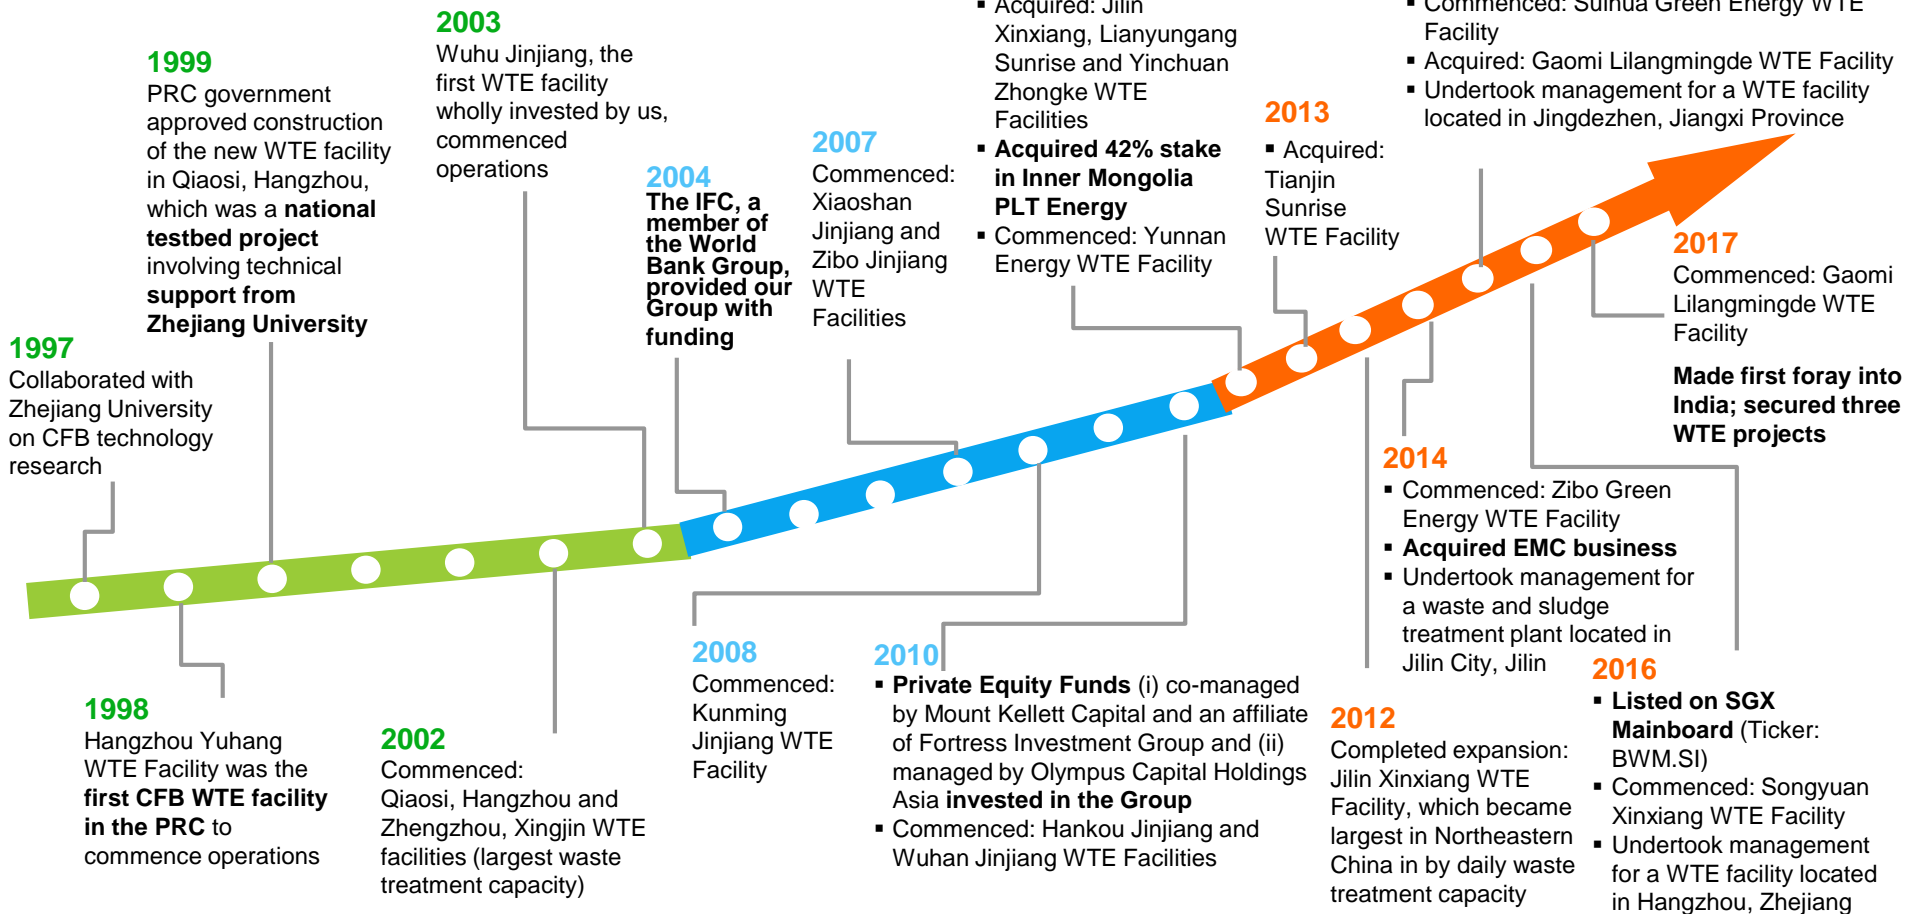 1997
Collaborated with
Zhejiang University
on CFB technology
research
1998
Hangzhou Yuhang
WTE Facility was the
first CFB WTE facility
in the PRC to
commence operations
1999
PRC government
approved construction
of the new WTE facility
in Qiaosi, Hangzhou,
which was a national
testbed project
involving technical
support from
Zhejiang University
2002
Commenced:
Qiaosi, Hangzhou and
Zhengzhou, Xingjin WTE
facilities (largest waste
treatment capacity)
2003
Wuhu Jinjiang, the
first WTE facility
wholly invested by us,
commenced
operations
2004
The IFC, a
member of
the World
Bank Group,
provided our
Group with
funding
2007
Commenced:
Xiaoshan
Jinjiang and
Zibo Jinjiang
WTE
Facilities
2008
Commenced:
Kunming
Jinjiang WTE
Facility
2010
▪ Private Equity Funds (i) co-managed
by Mount Kellett Capital and an affiliate
of Fortress Investment Group and (ii)
managed by Olympus Capital Holdings
Asia invested in the Group
▪ Commenced: Hankou Jinjiang and
Wuhan Jinjiang WTE Facilities
▪ Acquired: Jilin
Xinxiang, Lianyungang
Sunrise and Yinchuan
Zhongke WTE
Facilities
▪ Acquired 42% stake
in Inner Mongolia
PLT Energy
▪ Commenced: Yunnan
Energy WTE Facility
2012
Completed expansion:
Jilin Xinxiang WTE
Facility, which became
largest in Northeastern
China in by daily waste
treatment capacity
2013
▪ Acquired:
Tianjin
Sunrise
WTE Facility
2014
▪ Commenced: Zibo Green
Energy WTE Facility
▪ Acquired EMC business
▪ Undertook management for
a waste and sludge
treatment plant located in
Jilin City, Jilin
▪ Commenced: Suihua Green Energy WTE
Facility
▪ Acquired: Gaomi Lilangmingde WTE Facility
▪ Undertook management for a WTE facility
located in Jingdezhen, Jiangxi Province
2016
▪ Listed on SGX
Mainboard (Ticker:
BWM.SI)
▪ Commenced: Songyuan
Xinxiang WTE Facility
▪ Undertook management
for a WTE facility located
in Hangzhou, Zhejiang
2017
Commenced: Gaomi
Lilangmingde WTE
Facility
Made first foray into
India; secured three
WTE projects